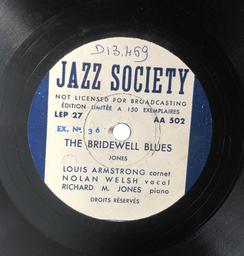 D13.469
JAZZ SOCIETY
NOT LICENSED FOR BROADCASTING
ÉDITION LIMITÉE A 150 EXEMPLAIRES
LEP 27 AA 502
EX. No. 36
THE BRIDEWELL BLUES
JONES
LOUIS ARMSTRONG cornet
NOLAN WELSH vocal
RICHARD M. JONES piano
DROITS RÉSERVÉS